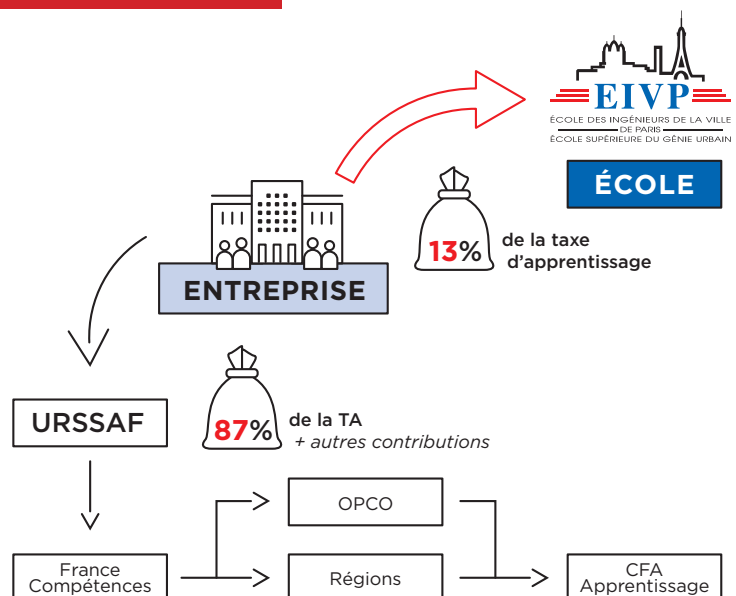 EIVP
ÉCOLE DES INGÉNIEURS DE LA VILLE
DE PARIS
ÉCOLE SUPÉRIEURE DU GÉNIE URBAIN
ÉCOLE
13%
de la taxe
d'apprentissage
ENTREPRISE
URSSAF
87%
de la TA
+ autres contributions
OPCO
France
Compétences
Régions
CFA
Apprentissage